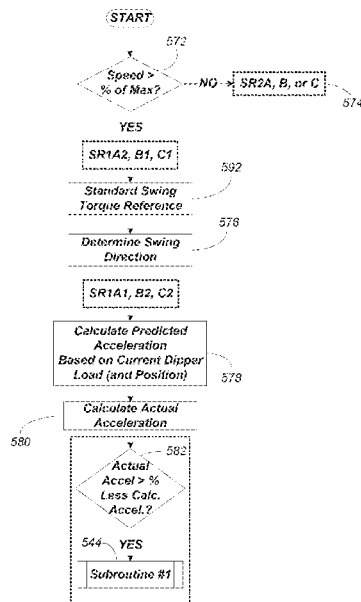 START
572
Speed >
% of Max?
NO
SR2A, B, or C
574
YES
SR1A2, B1, C1
592
Standard Swing
Torque Reference
576
Determine Swing
Direction
SR1A1, B2, C2
Calculate Predicted
Acceleration
Based on Current Dipper
Load (and Position)
578
Calculate Actual
Acceleration
580
582
Actual
Accel > %
Less Calc.
Accel.?
YES
544
Subroutine #1